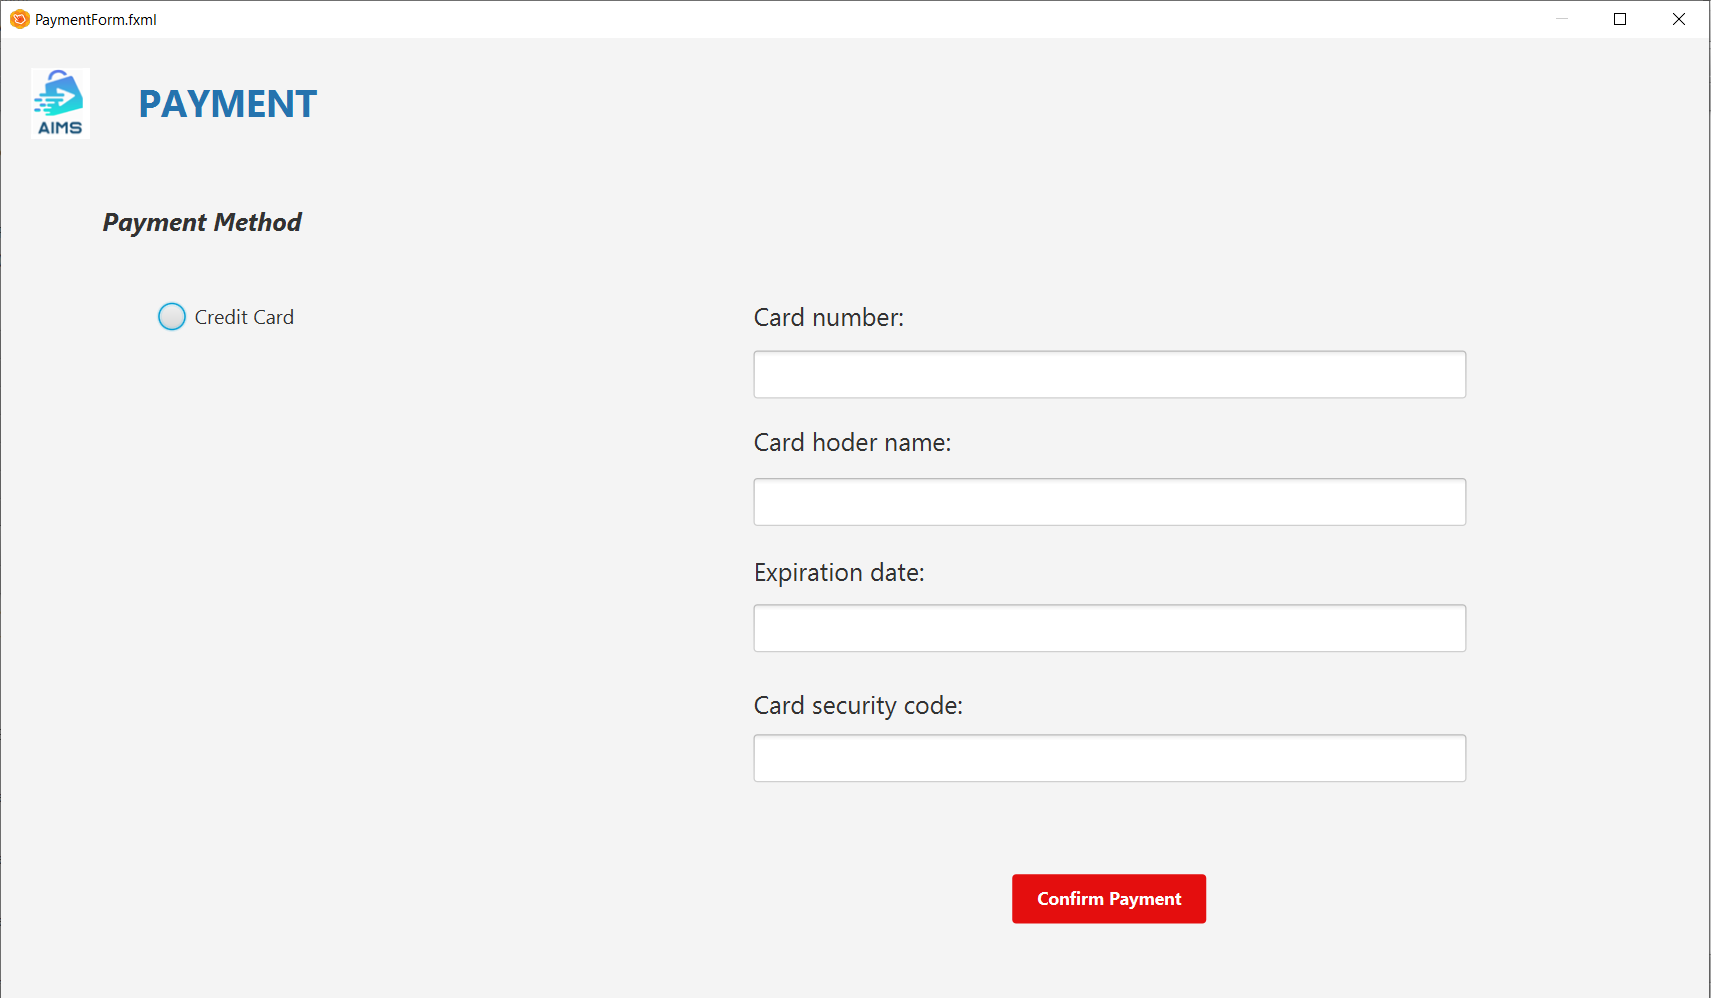 PaymentForm.fxml
AIMS
PAYMENT
Payment Method
Credit Card
Card number:
Card hoder name:
Expiration date:
Card security code:
Confirm Payment